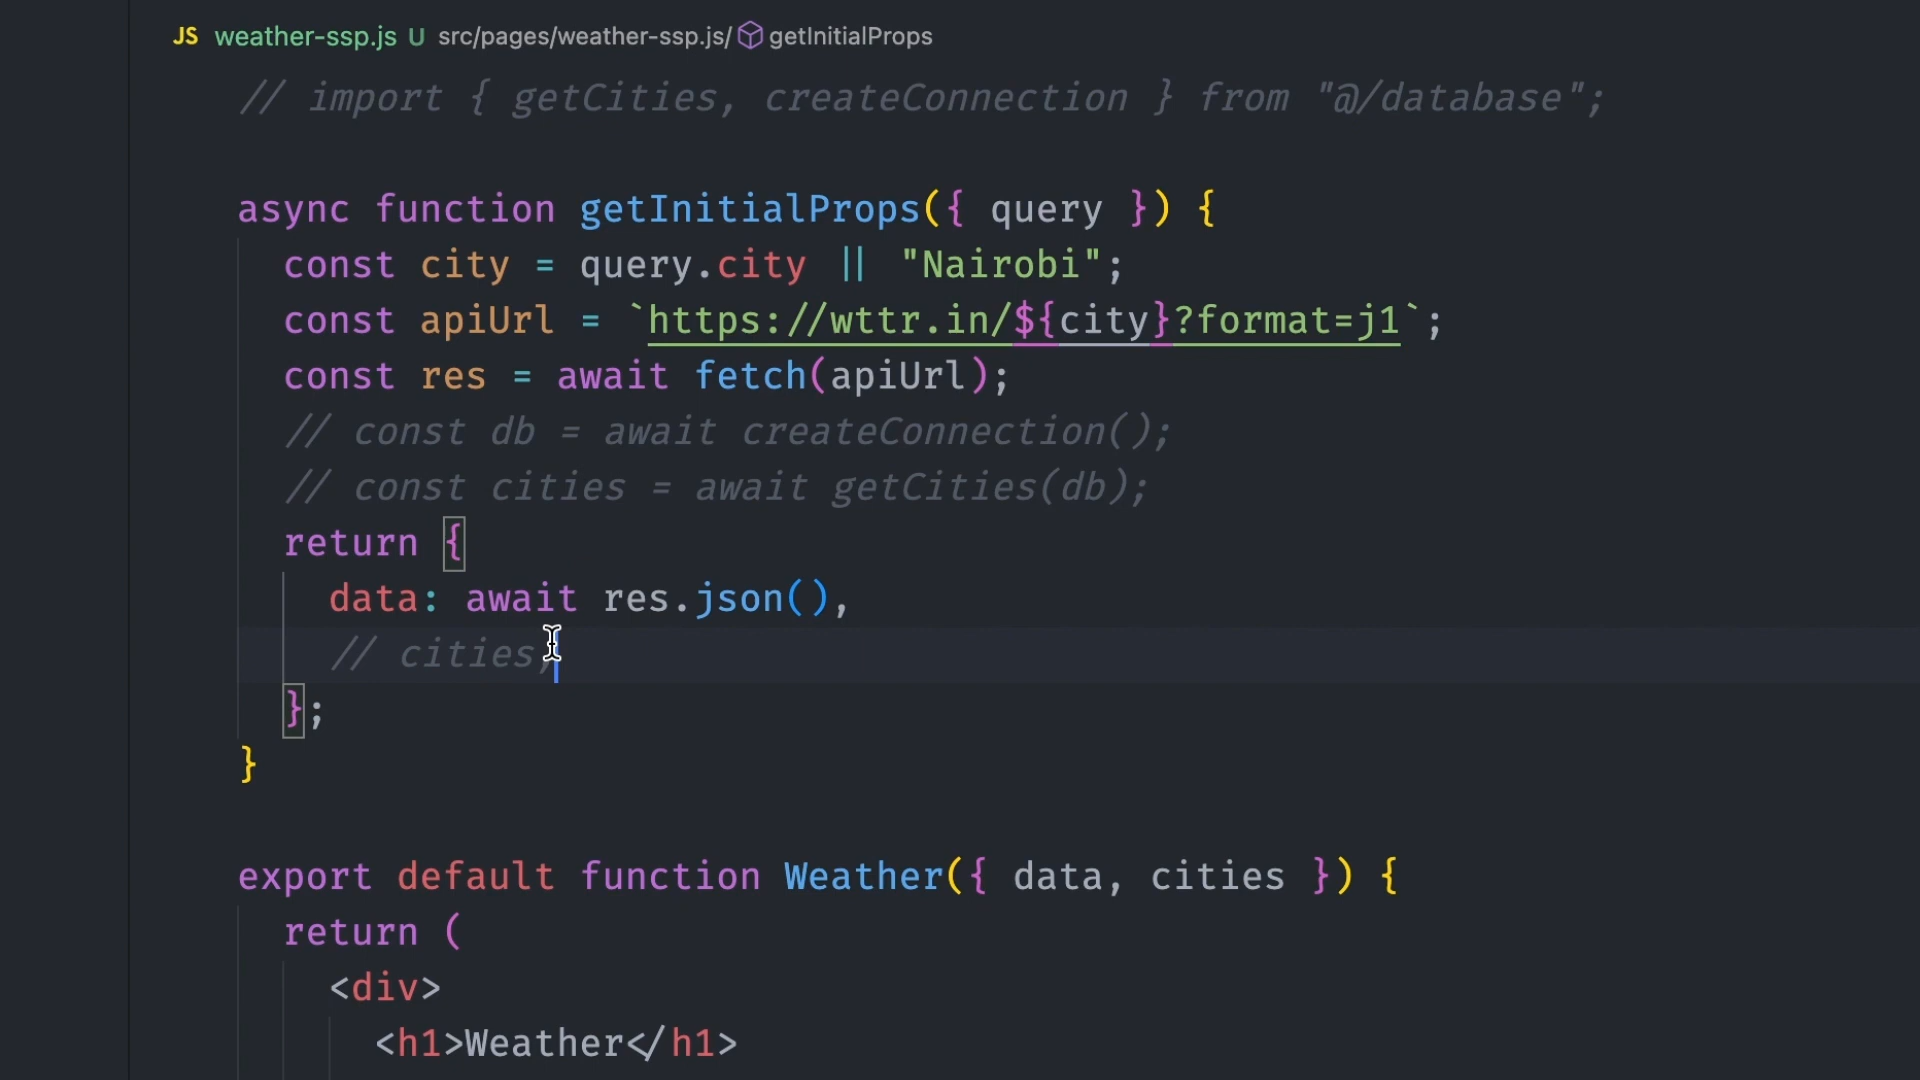 JS weather-ssp.js U src/pages/weather-ssp.js/ getInitialProps
// import { getCities, createConnection } from "@/database";
async function getInitialProps({ query }) {
const city = query.city || "Nairobi";
const apiUrl = `https://wttr.in/${city}?format=j1`;
const res = await fetch(apiUrl);
// const db = await createConnection();
// const cities = await getCities(db);
return {
data: await res.json(),
// cities,
};
}
export default function Weather({ data, cities }) {
return (
<div>
<h1>Weather</h1>